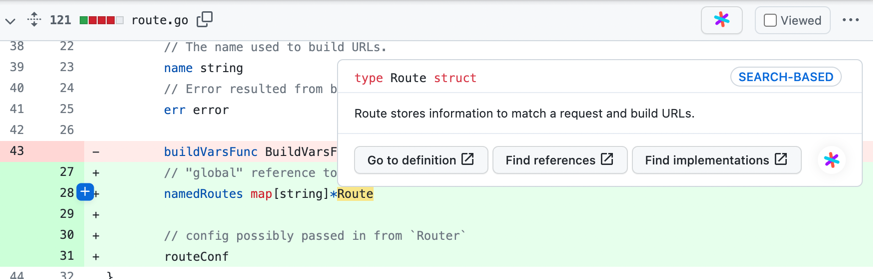 121 route.go Viewed
38 22 // The name used to build URLs.
39 23 name string
40 24 // Error resulted from b
41 25 err error
42 26
43 - buildVarsFunc BuildVarsF
27 + // "global" reference to
28 + namedRoutes map[string]*Route
29 +
30 + // config possibly passed in from `Router`
31 + routeConf
44 32 }
type Route struct SEARCH-BASED
Route stores information to match a request and build URLs.
Go to definition Find references Find implementations